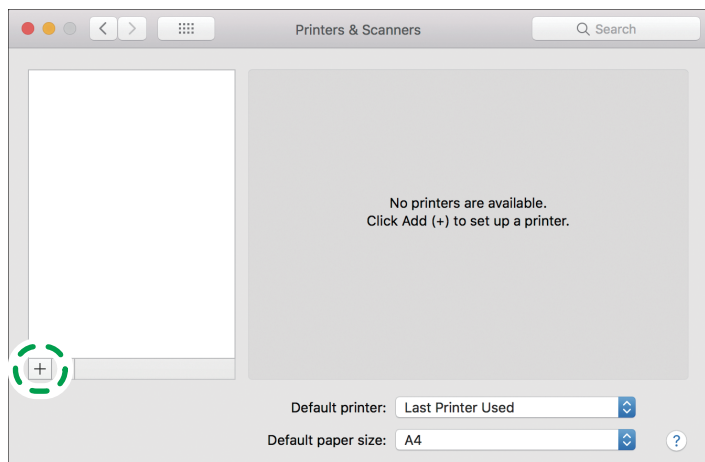 Printers & Scanners
Search
No printers are available.
Click Add (+) to set up a printer.
+
Default printer: Last Printer Used
Default paper size: A4
?